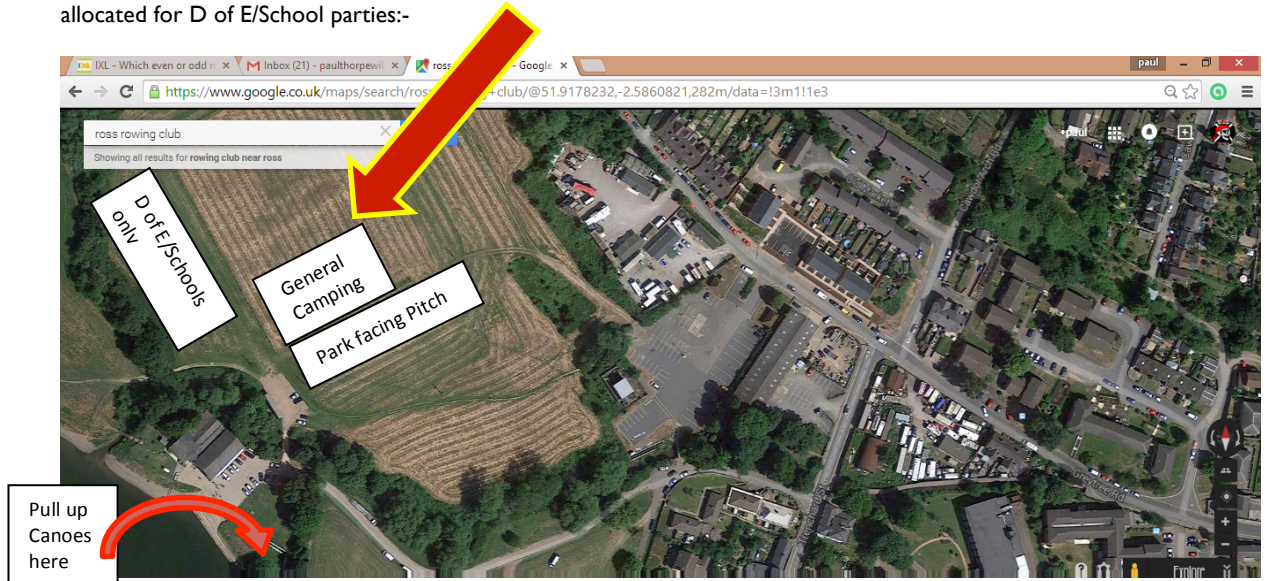 allocated for D of E/School parties:-
IXL - Which even or odd n
Inbox (21) - paulthorpewil
ross
- Google
paul
https://www.google.co.uk/maps/search/ros
+club/@51.9178232,-2.5860821,282m/data=!3m1!1e3
ross rowing club
Showing all results for rowing club near ross
+paul
D of E/Schools
only
General
Camping
Park facing Pitch
Pull up
Canoes
here
Explore